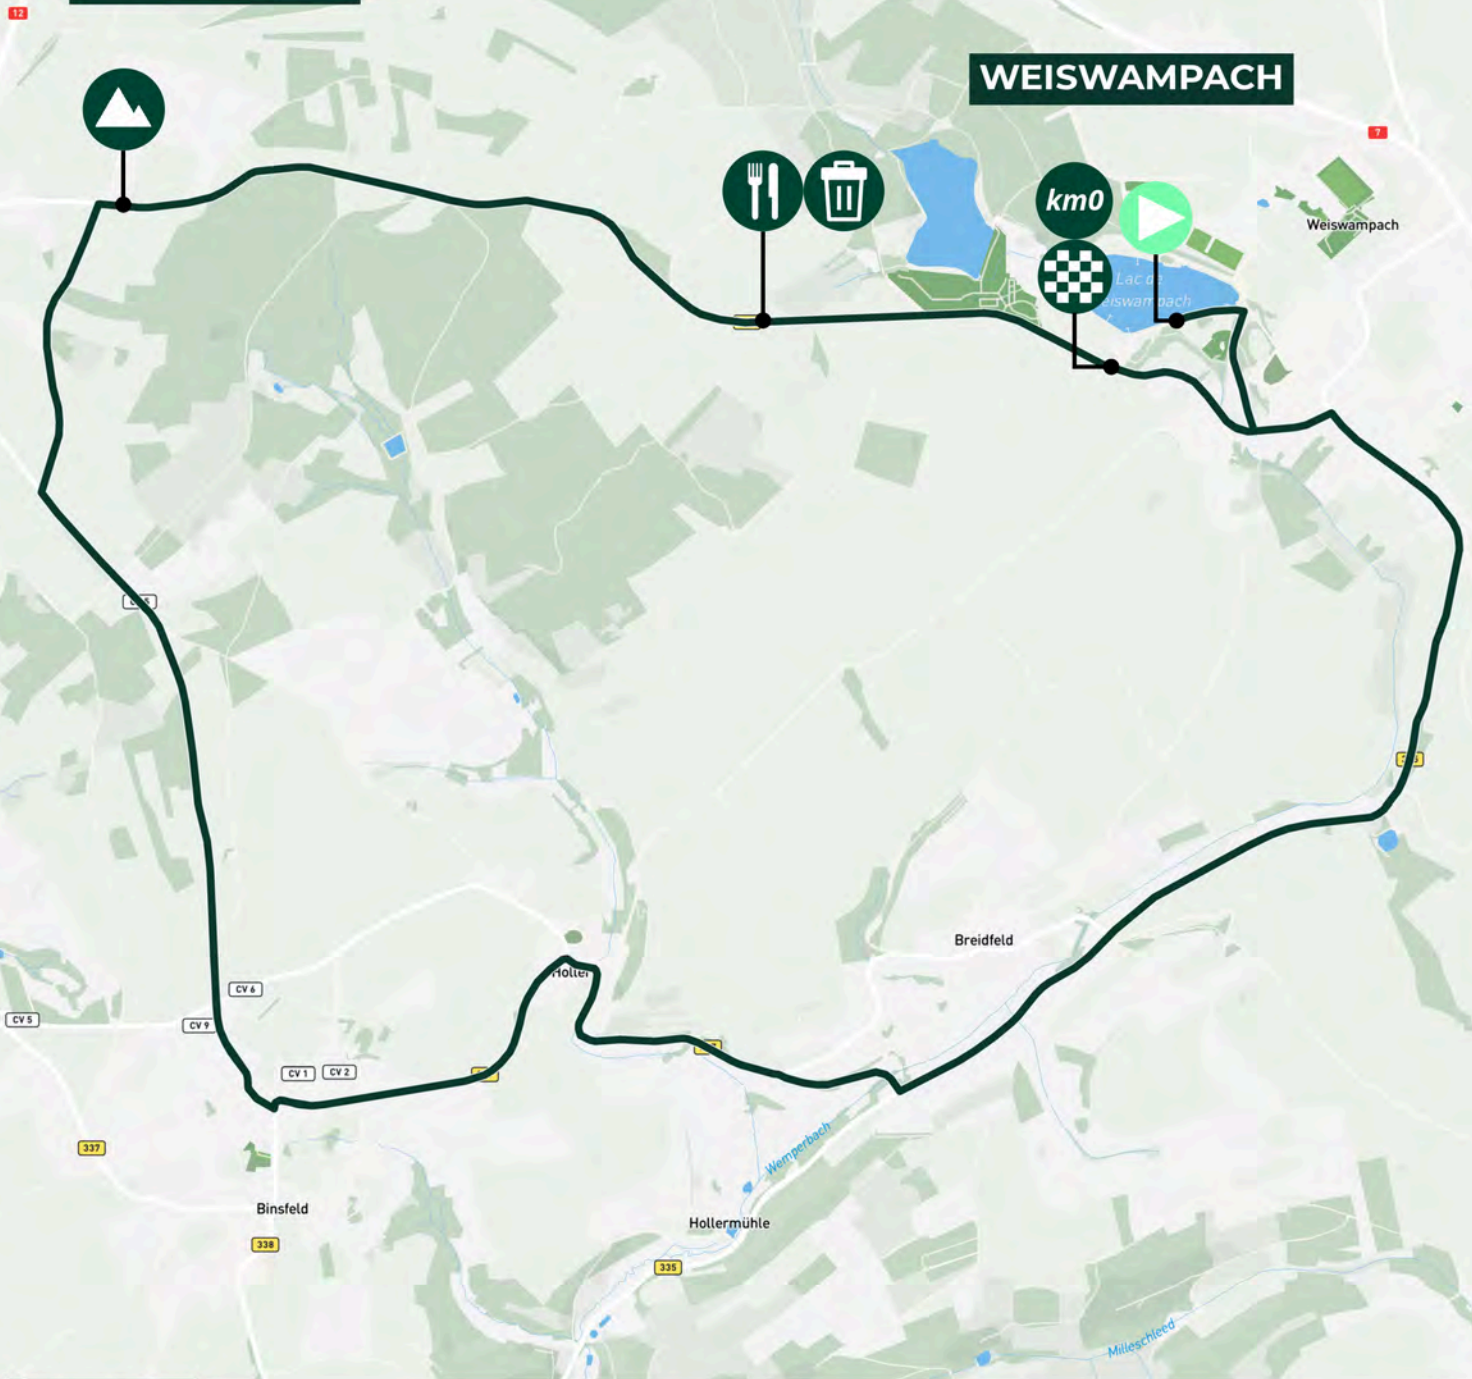 12
WEISWAMPACH
7
km0
Weiswampach
Lac de
Breidfeld
Holler
CV 6
CV 5
CV 9
CV 1
CV 2
337
Wemperbach
Binsfeld
Hollermühle
338
335
Milleschleed